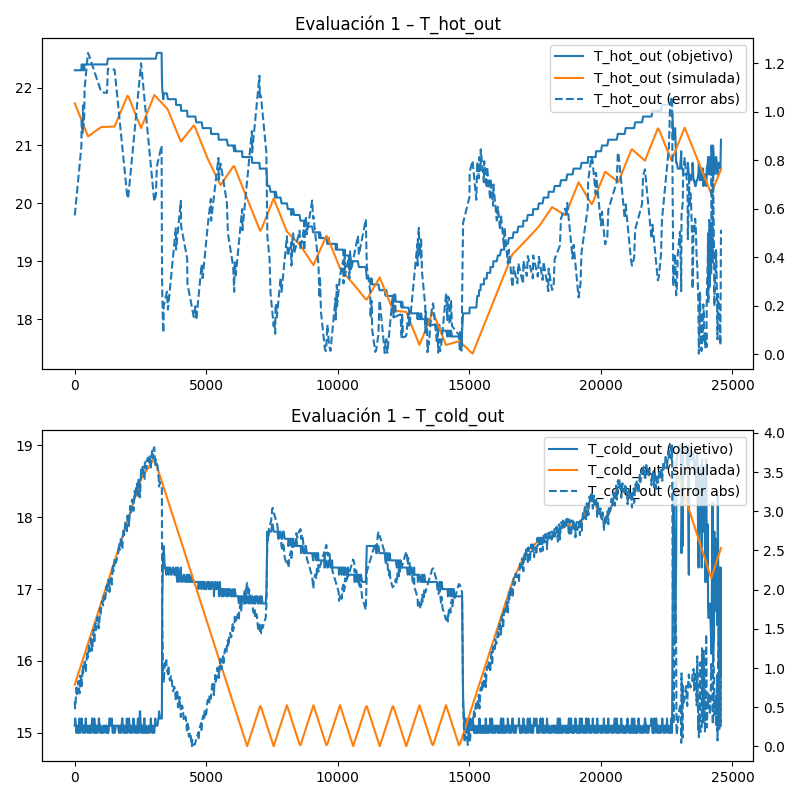 Evaluación 1 – T_hot_out
T_hot_out (objetivo)
T_hot_out (simulada)
T_hot_out (error abs)
22
21
20
19
18
1.2
1.0
0.8
0.6
0.4
0.2
0.0
0 5000 10000 15000 20000 25000
Evaluación 1 – T_cold_out
T_cold_out (objetivo)
T_cold_out (simulada)
T_cold_out (error abs)
19
18
17
16
15
4.0
3.5
3.0
2.5
2.0
1.5
1.0
0.5
0.0
0 5000 10000 15000 20000 25000